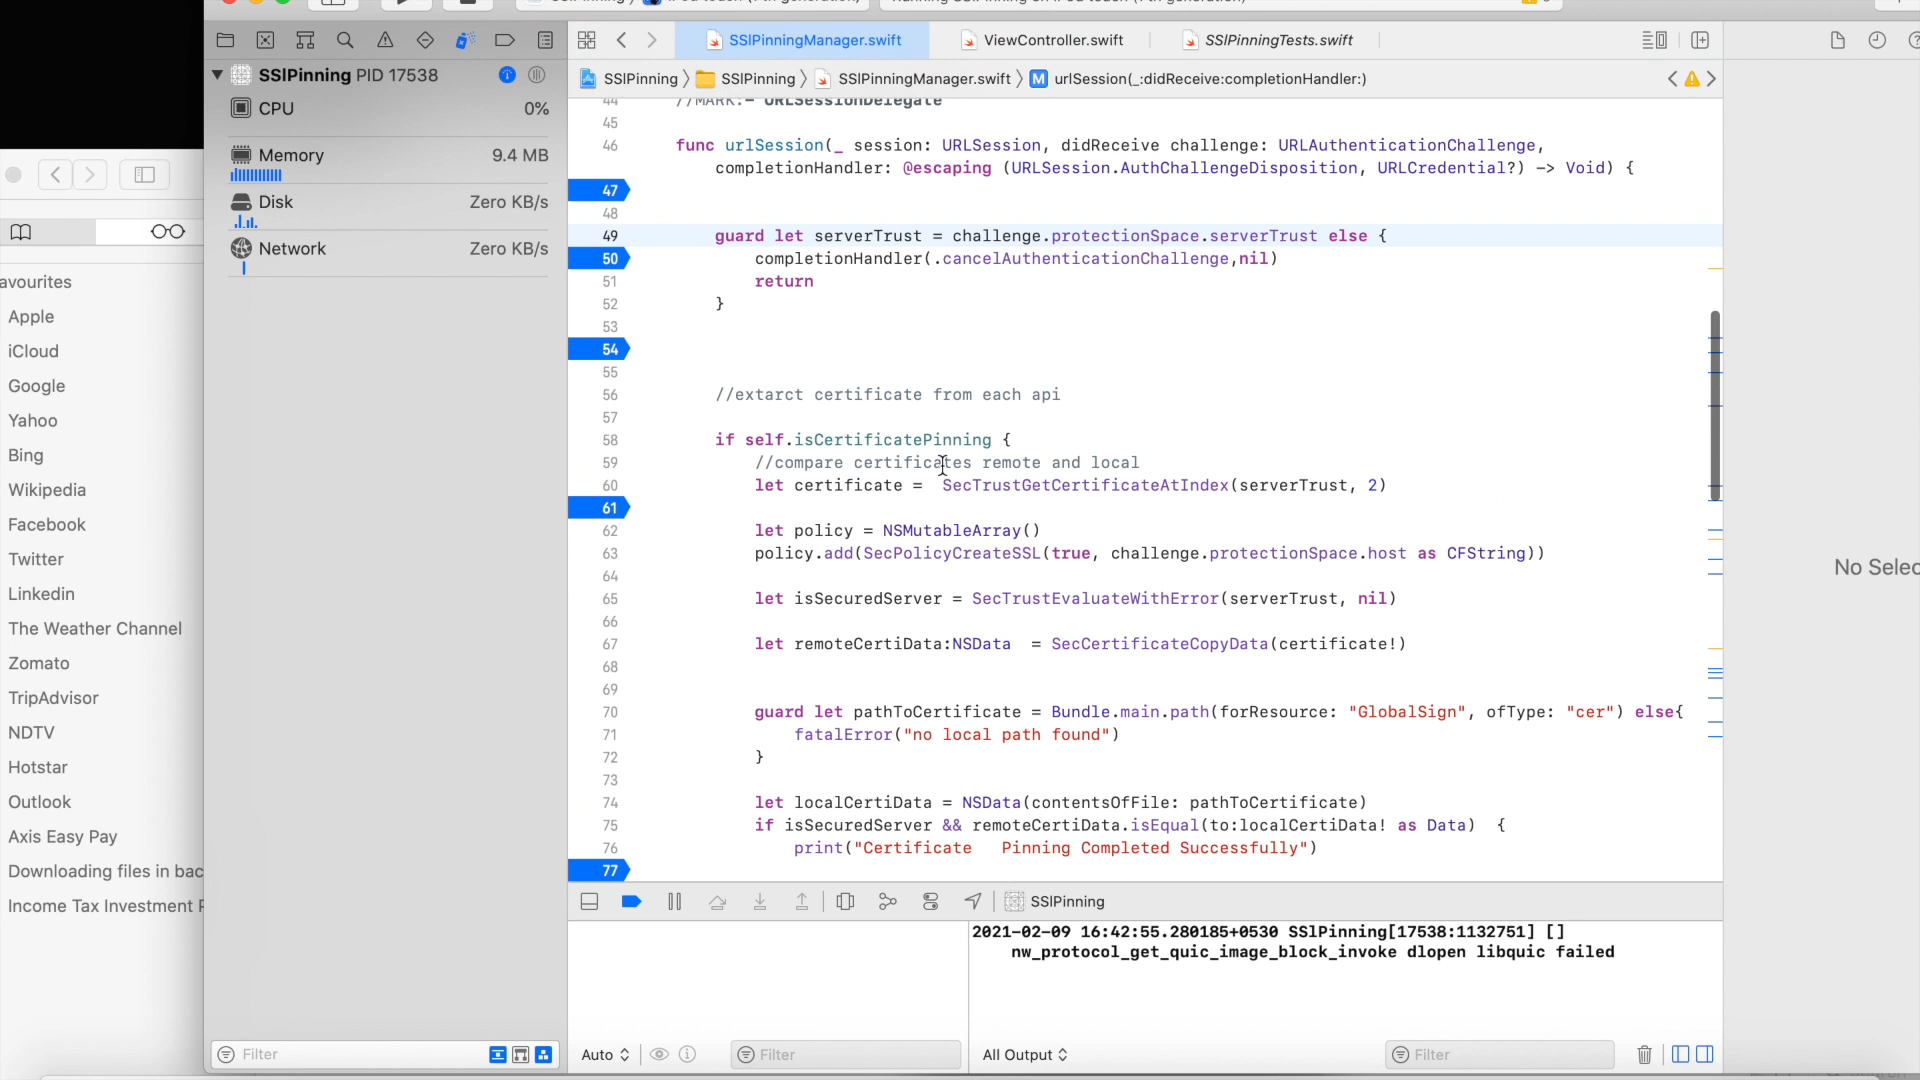 SSlPinningManager.swift
ViewController.swift
SSlPinningTests.swift
SSlPinning PID 17538
SSlPinning
SSlPinning
SSlPinningManager.swift
M urlSession(_:didReceive:completionHandler:)
CPU 0%
Memory 9.4 MB
Disk Zero KB/s
Network Zero KB/s
avourites
Apple
iCloud
Google
Yahoo
Bing
Wikipedia
Facebook
Twitter
Linkedin
The Weather Channel
Zomato
TripAdvisor
NDTV
Hotstar
Outlook
Axis Easy Pay
Downloading files in bac
Income Tax Investment
44 //MARK:- URLSessionDelegate
45
46 func urlSession(_ session: URLSession, didReceive challenge: URLAuthenticationChallenge,
completionHandler: @escaping (URLSession.AuthChallengeDisposition, URLCredential?) -> Void) {
47
48
49 guard let serverTrust = challenge.protectionSpace.serverTrust else {
50 completionHandler(.cancelAuthenticationChallenge,nil)
51 return
52 }
53
54
55
56 //extarct certificate from each api
57
58 if self.isCertificatePinning {
59 //compare certificates remote and local
60 let certificate =  SecTrustGetCertificateAtIndex(serverTrust, 2)
61
62 let policy = NSMutableArray()
63 policy.add(SecPolicyCreateSSL(true, challenge.protectionSpace.host as CFString))
64
65 let isSecuredServer = SecTrustEvaluateWithError(serverTrust, nil)
66
67 let remoteCertiData:NSData  = SecCertificateCopyData(certificate!)
68
69
70 guard let pathToCertificate = Bundle.main.path(forResource: "GlobalSign", ofType: "cer") else{
71 fatalError("no local path found")
72 }
73
74 let localCertiData = NSData(contentsOfFile: pathToCertificate)
75 if isSecuredServer && remoteCertiData.isEqual(to:localCertiData! as Data)  {
76 print("Certificate   Pinning Completed Successfully")
77
No Selec
SSlPinning
2021-02-09 16:42:55.280185+0530 SSlPinning[17538:1132751] []
nw_protocol_get_quic_image_block_invoke dlopen libquic failed
Filter
Auto
Filter
All Output
Filter